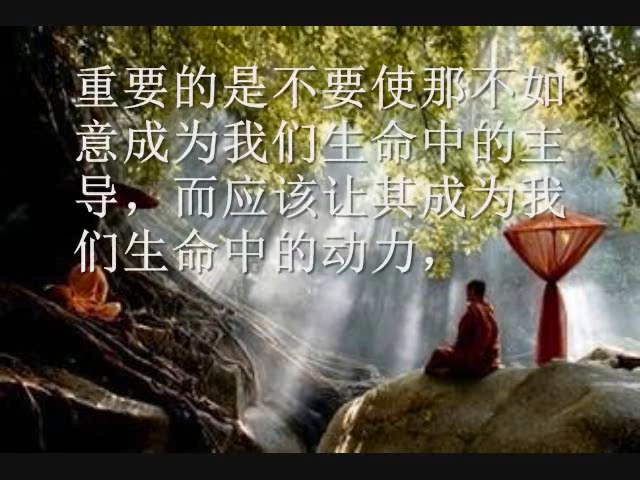 重要的是不要使那不如
意成为我们生命中的主
导，而应该让其成为我
们生命中的动力，